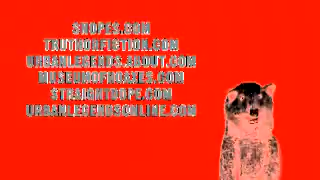 SNOPES.COM
TRUTHORFICTION.COM
URBANLEGENDS.ABOUT.COM
MUSEUMOFHOAXES.COM
STRAIGHTDOPE.COM
URBANLEGENDSONLINE.COM